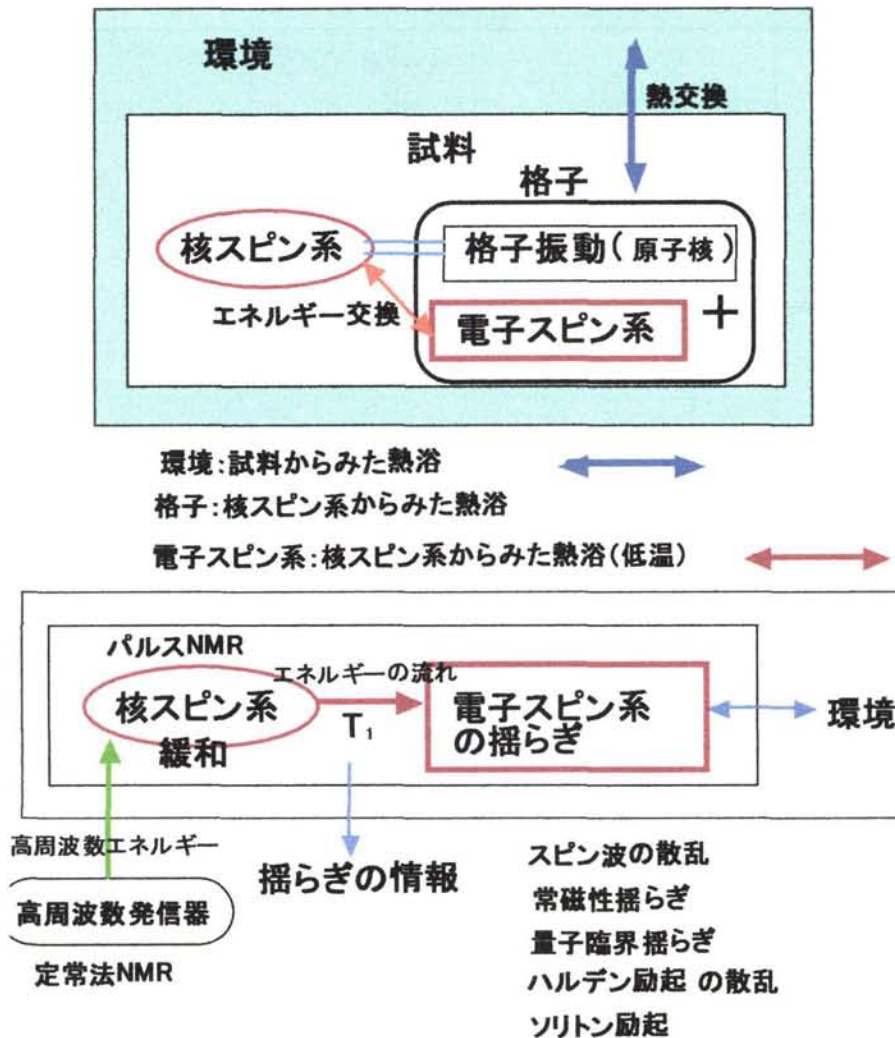 環境
熱交換
試料
格子
核スピン系
格子振動(原子核)
エネルギー交換
電子スピン系
+
環境:試料からみた熱浴
格子:核スピン系からみた熱浴
電子スピン系:核スピン系からみた熱浴(低温)
パルスNMR
エネルギーの流れ
核スピン系
緩和
T₁
電子スピン系
の揺らぎ
環境
高周波数エネルギー
揺らぎの情報
高周波数発信器
定常法NMR
スピン波の散乱
常磁性揺らぎ
量子臨界揺らぎ
ハルデン励起 の散乱
ソリトン励起